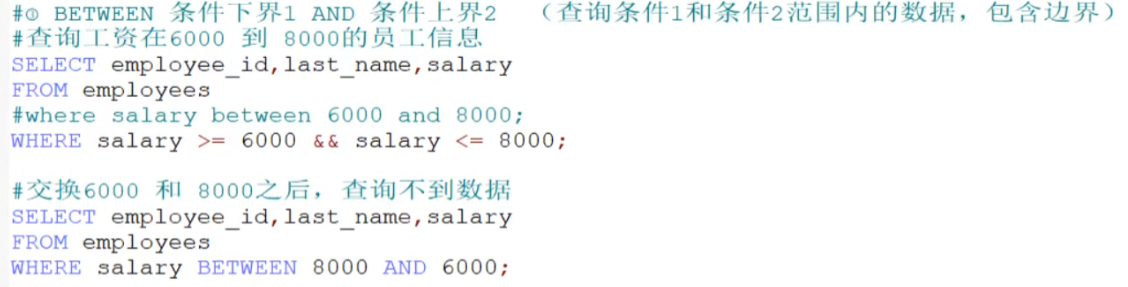 #① BETWEEN 条件下界1 AND 条件上界2 （查询条件1和条件2范围内的数据，包含边界）
#查询工资在6000 到 8000的员工信息
SELECT employee_id,last_name,salary
FROM employees
#where salary between 6000 and 8000;
WHERE salary >= 6000 && salary <= 8000;
#交换6000 和 8000之后，查询不到数据
SELECT employee_id,last_name,salary
FROM employees
WHERE salary BETWEEN 8000 AND 6000;